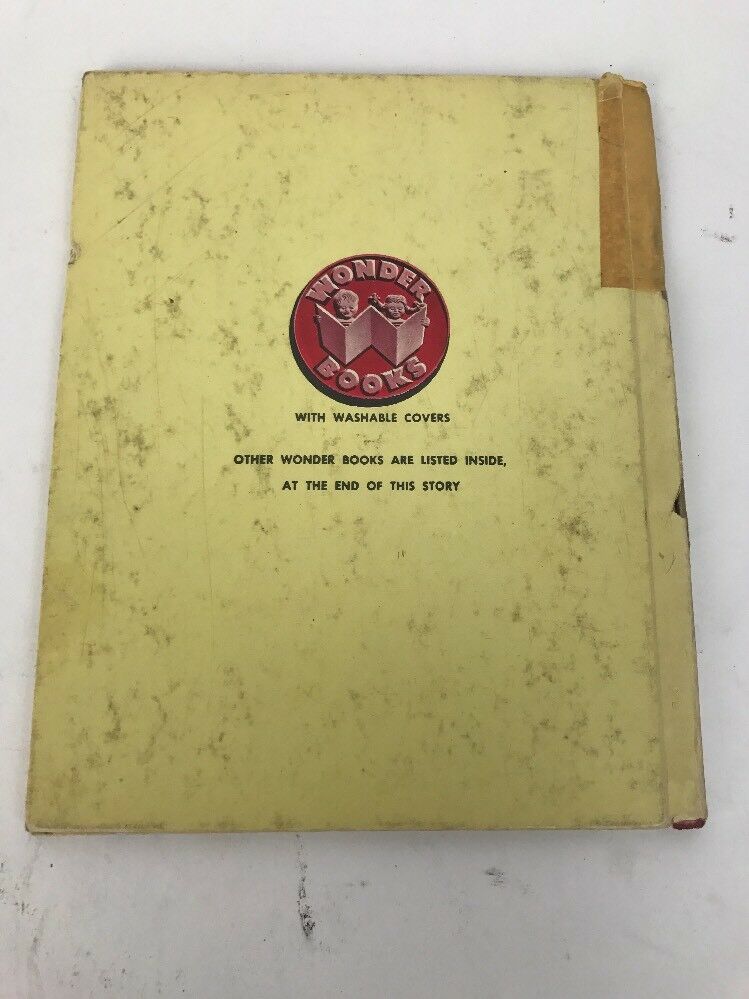 WONDER
BOOKS
WITH WASHABLE COVERS
OTHER WONDER BOOKS ARE LISTED INSIDE,
AT THE END OF THIS STORY